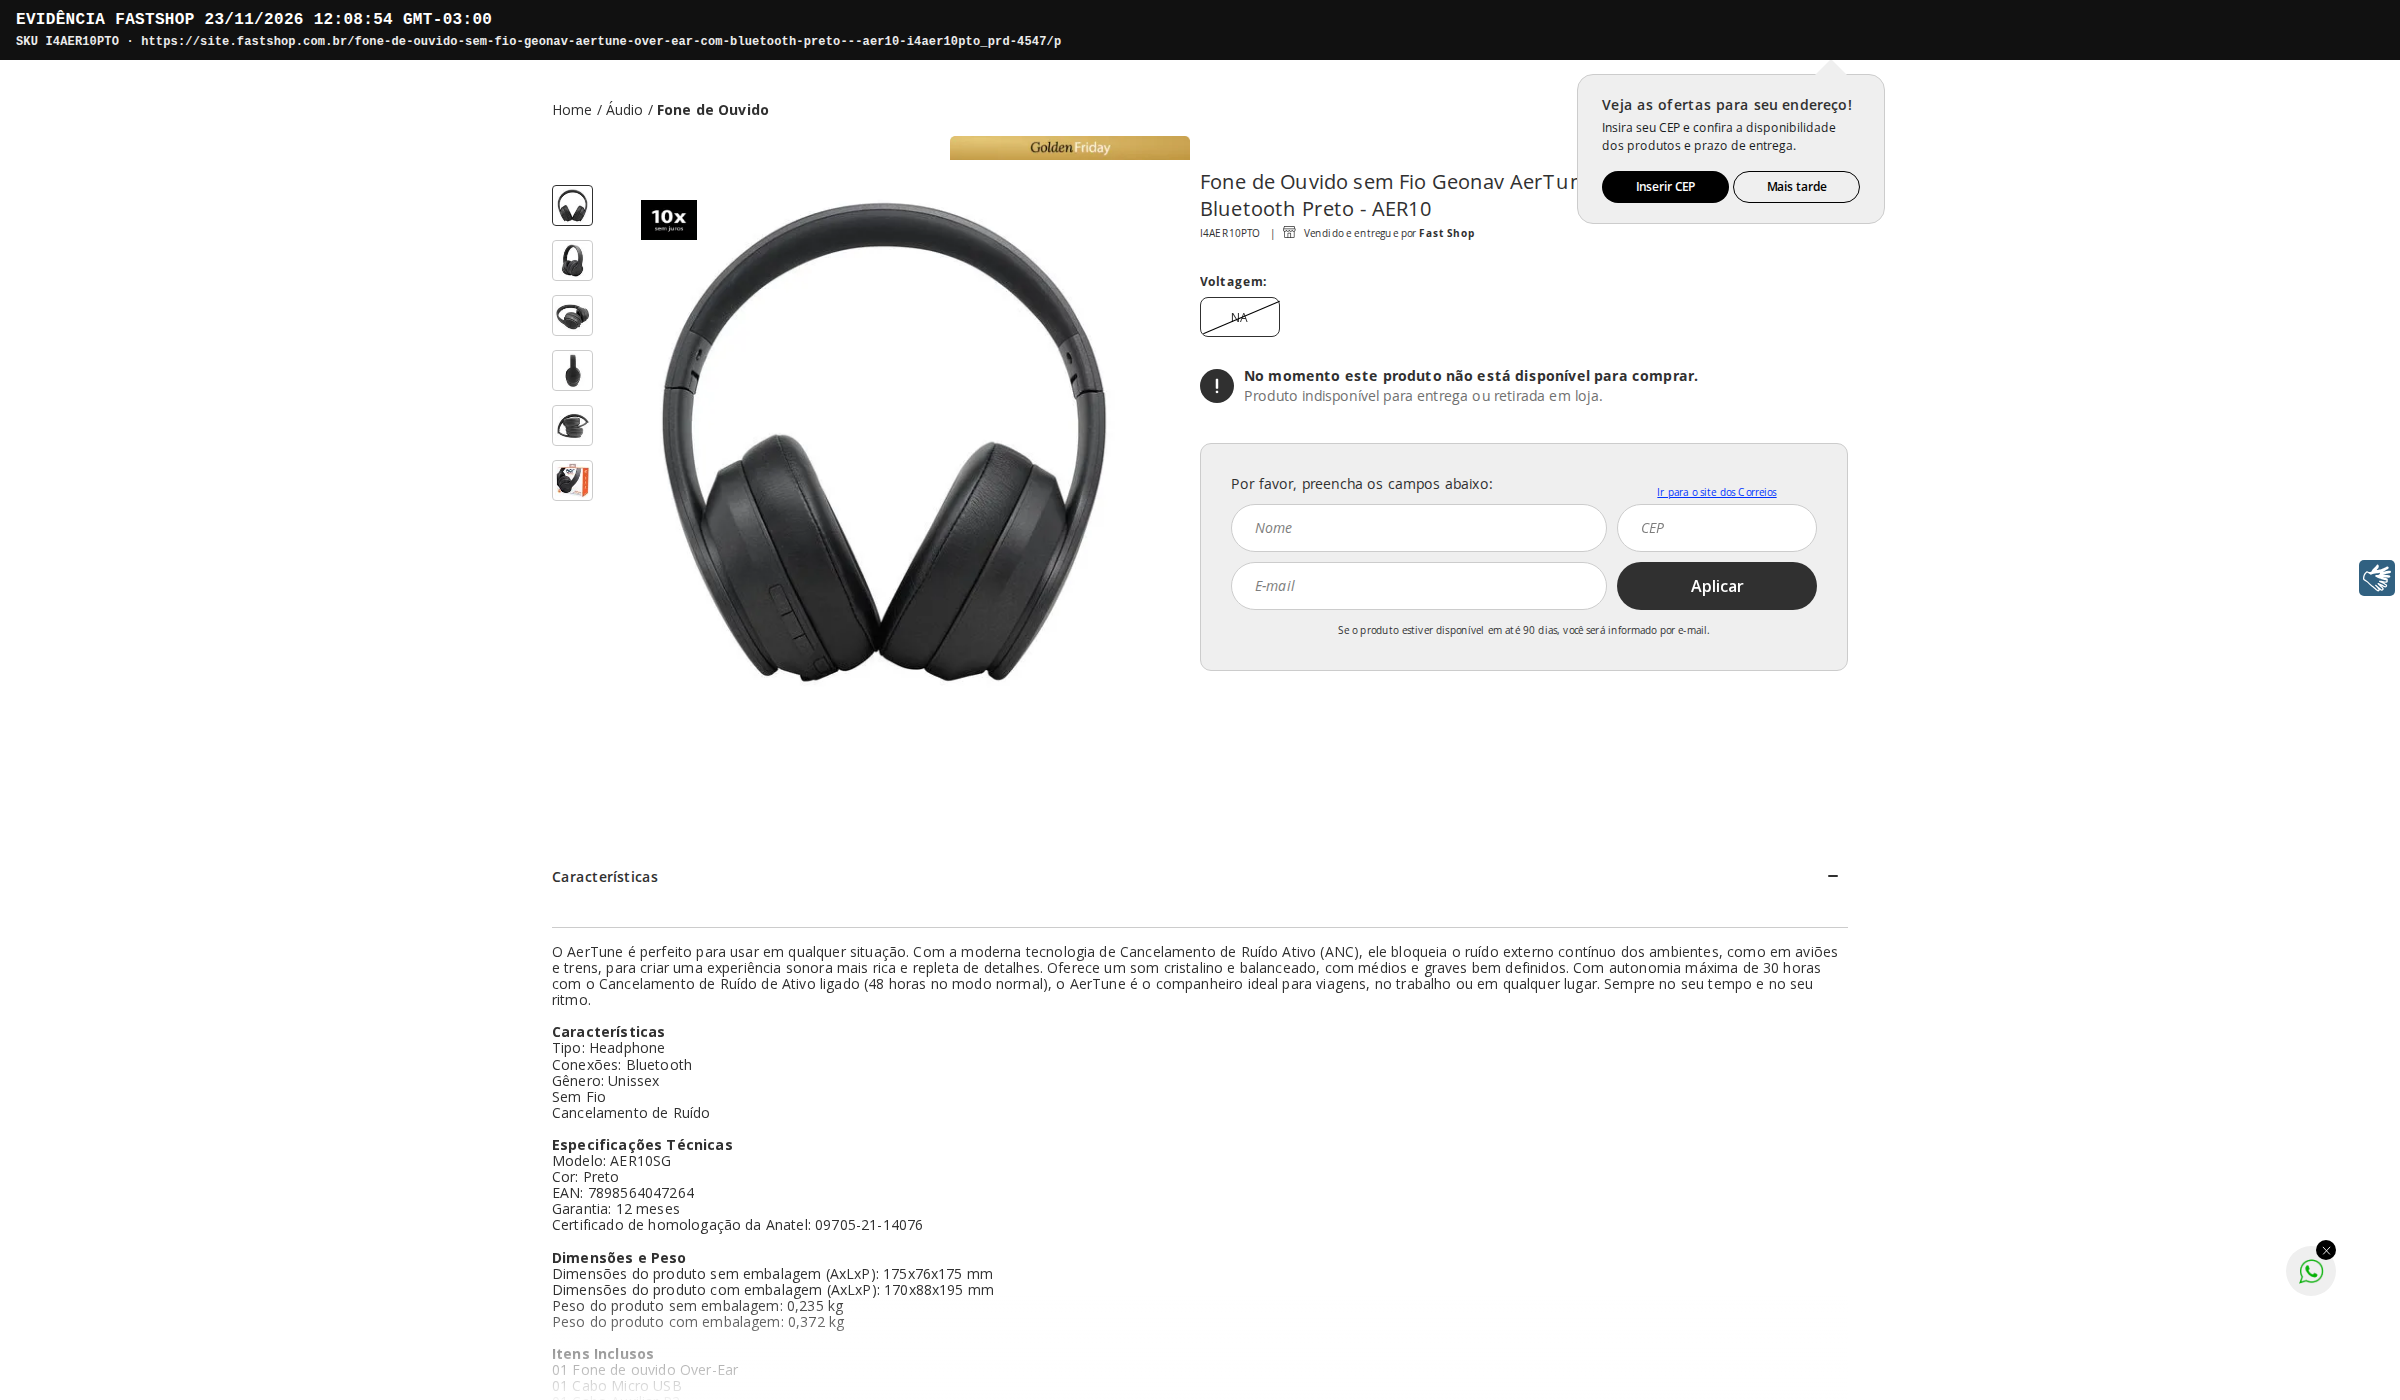 EVIDÊNCIA FASTSHOP 23/11/2026 12:08:54 GMT-03:00
SKU I4AER10PTO · https://site.fastshop.com.br/fone-de-ouvido-sem-fio-geonav-aertune-over-ear-com-bluetooth-preto---aer10-i4aer10pto_prd-4547/p
Home / Áudio / Fone de Ouvido
Veja as ofertas para seu endereço!
Insira seu CEP e confira a disponibilidade
dos produtos e prazo de entrega.
Inserir CEP
Mais tarde
Golden Friday
10x
sem juros
Fone de Ouvido sem Fio Geonav
Bluetooth Preto - AER10
I4AER10PTO | Vendido e entregue por Fast Shop
Voltagem:
NA
No momento este produto não está disponível para comprar.
Produto indisponível para entrega ou retirada em loja.
Por favor, preencha os campos abaixo:
Ir para o site dos Correios
Nome
CEP
E-mail
Aplicar
Se o produto estiver disponível em até 90 dias, você será informado por e-mail.
Características
O AerTune é perfeito para usar em qualquer situação. Com a moderna tecnologia de Cancelamento de Ruído Ativo (ANC), ele bloqueia o ruído externo contínuo dos ambientes, como em aviões
e trens, para criar uma experiência sonora mais rica e repleta de detalhes. Oferece um som cristalino e balanceado, com médios e graves bem definidos. Com autonomia máxima de 30 horas
com o Cancelamento de Ruído de Ativo ligado (48 horas no modo normal), o AerTune é o companheiro ideal para viagens, no trabalho ou em qualquer lugar. Sempre no seu tempo e no seu
ritmo.
Características
Tipo: Headphone
Conexões: Bluetooth
Gênero: Unissex
Sem Fio
Cancelamento de Ruído
Especificações Técnicas
Modelo: AER10SG
Cor: Preto
EAN: 7898564047264
Garantia: 12 meses
Certificado de homologação da Anatel: 09705-21-14076
Dimensões e Peso
Dimensões do produto sem embalagem (AxLxP): 175x76x175 mm
Dimensões do produto com embalagem (AxLxP): 170x88x195 mm
Peso do produto sem embalagem: 0,235 kg
Peso do produto com embalagem: 0,372 kg
Itens Inclusos
01 Fone de ouvido Over-Ear
01 Cabo Micro USB